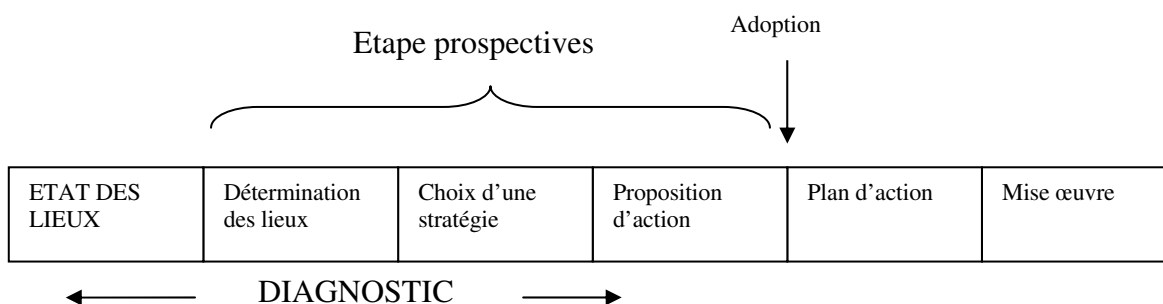 Adoption
Etape prospectives
ETAT DES
LIEUX
Détermination
des lieux
Choix d’une
stratégie
Proposition
d’action
Plan d’action
Mise œuvre
DIAGNOSTIC